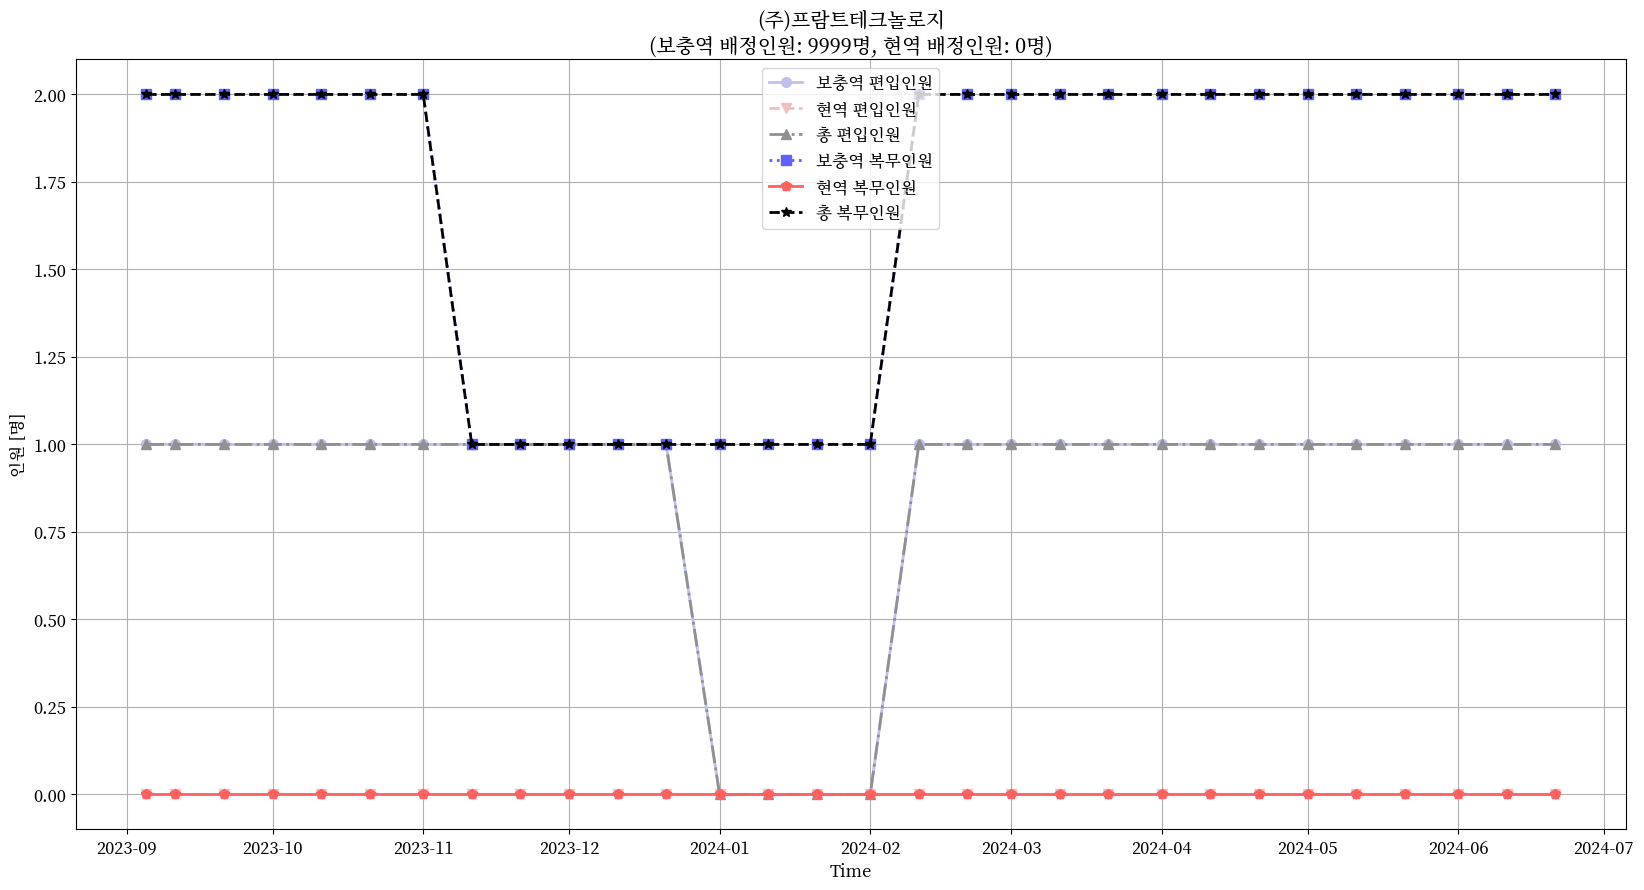 (주)프람트테크놀로지
(보충역 배정인원: 9999명, 현역 배정인원: 0명)
보충역 편입인원
현역 편입인원
총 편입인원
보충역 복무인원
현역 복무인원
총 복무인원
인원 [명]
2.00
1.75
1.50
1.25
1.00
0.75
0.50
0.25
0.00
2023-09 2023-10 2023-11 2023-12 2024-01 2024-02 2024-03 2024-04 2024-05 2024-06 2024-07
Time